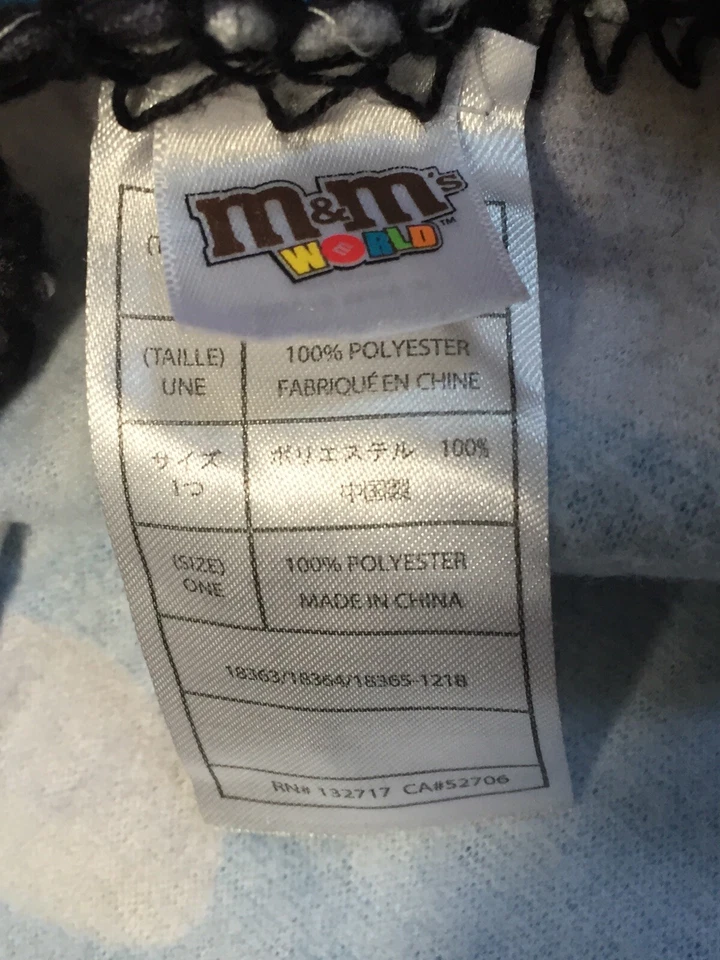 m&m's
WORLD™
(TAILLE) 100% POLYESTER
UNE FABRIQUÉ EN CHINE
サイズ ポリエステル 100%
1つ 中国製
(SIZE) 100% POLYESTER
ONE MADE IN CHINA
18363/18364/18365-1218
RN# 132717 CA#52706